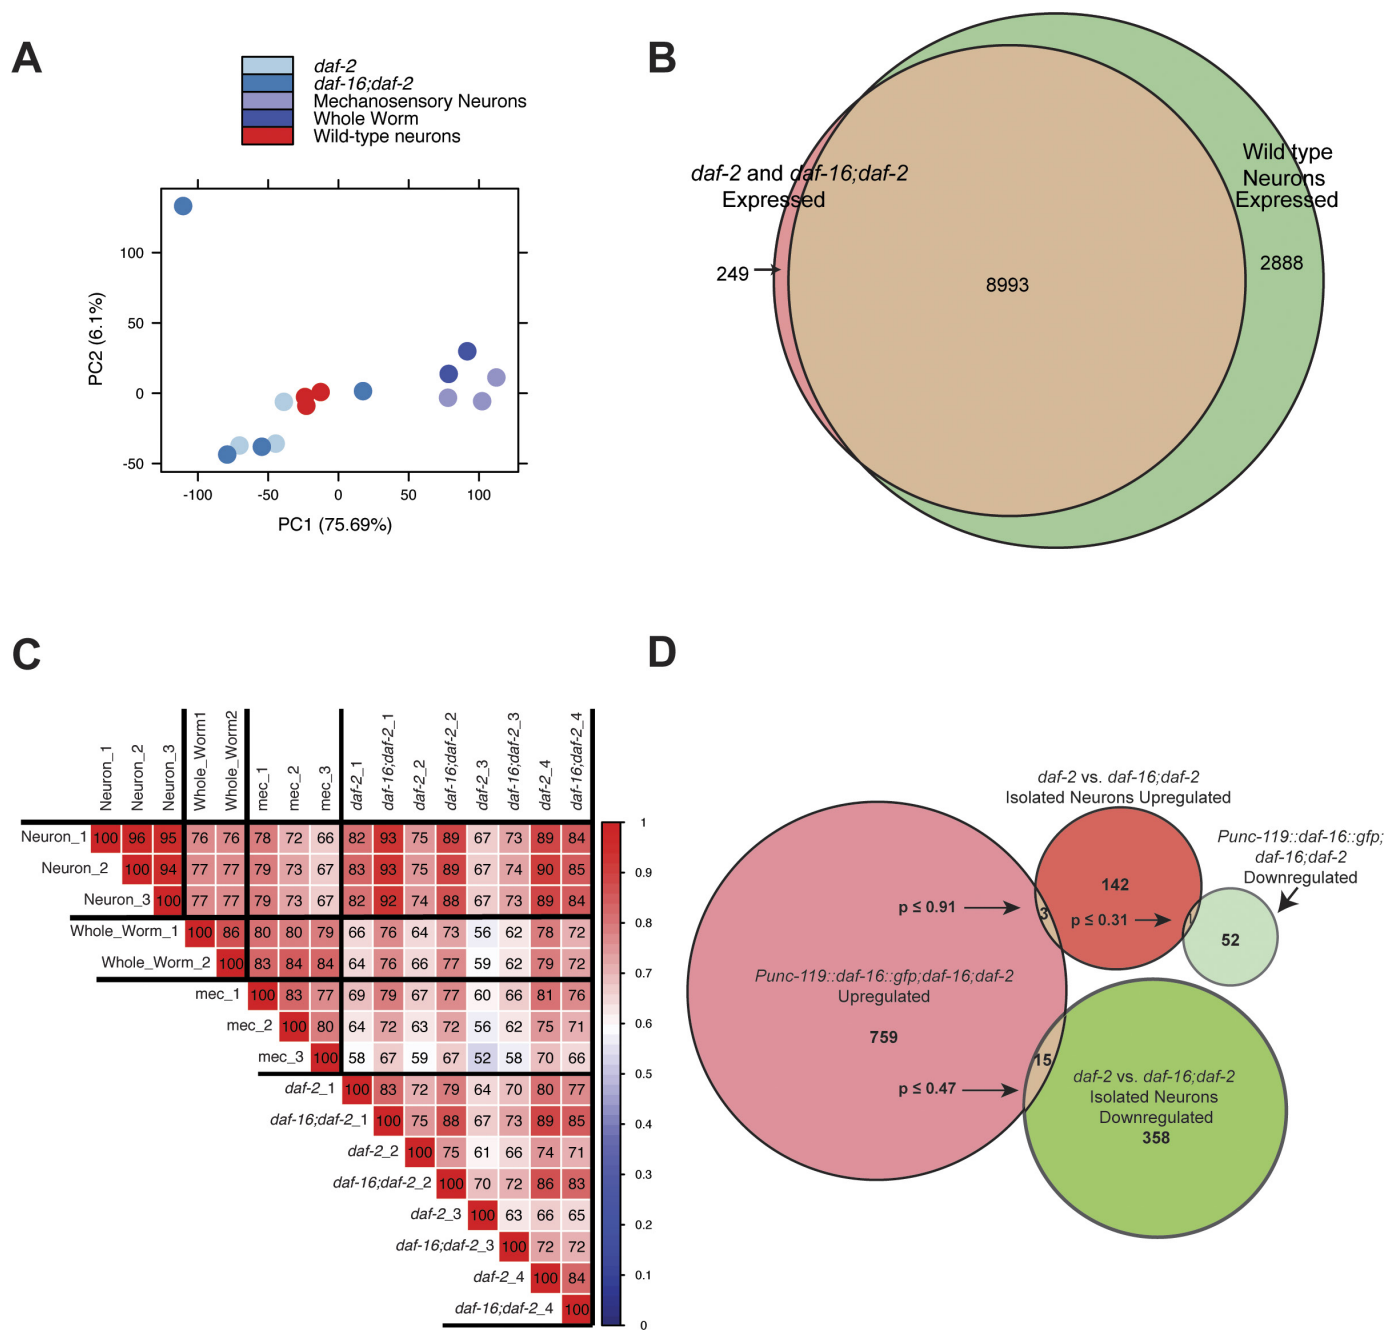 A
daf-2
daf-16;daf-2
Mechanosensory Neurons
Whole Worm
Wild-type neurons
PC2 (6.1%)
100
50
0
-50
-100 -50 0 50 100
PC1 (75.69%)
B
daf-2 and daf-16;daf-2
Expressed
Wild type
Neurons
Expressed
249
8993
2888
C
Neuron_1
Neuron_2
Neuron_3
Whole_Worm1
Whole_Worm2
mec_1
mec_2
mec_3
daf-2_1
daf-16;daf-2_1
daf-2_2
daf-16;daf-2_2
daf-2_3
daf-16;daf-2_3
daf-2_4
daf-16;daf-2_4
Neuron_1 100 96 95 76 76 78 72 66 82 93 75 89 67 73 89 84
Neuron_2 100 94 77 77 79 73 67 83 93 75 89 67 74 90 85
Neuron_3 100 77 77 79 73 67 82 92 74 88 67 73 89 84
Whole_Worm_1 100 86 80 80 79 66 76 64 73 56 62 78 72
Whole_Worm_2 100 83 84 84 64 76 66 77 59 62 79 72
mec_1 100 83 77 69 79 67 77 60 66 81 76
mec_2 100 80 64 72 63 72 56 62 75 71
mec_3 100 58 67 59 67 52 58 70 66
daf-2_1 100 83 72 79 64 70 80 77
daf-16;daf-2_1 100 75 88 67 73 89 85
daf-2_2 100 75 61 66 74 71
daf-16;daf-2_2 100 70 72 86 83
daf-2_3 100 63 66 65
daf-16;daf-2_3 100 72 72
daf-2_4 100 84
daf-16;daf-2_4 100
1
0.9
0.8
0.7
0.6
0.5
0.4
0.3
0.2
0.1
0
D
daf-2 vs. daf-16;daf-2
Isolated Neurons Upregulated
Punc-119::daf-16::gfp;
daf-16;daf-2
Downregulated
142
p ≤ 0.91
3
p ≤ 0.31
1
52
Punc-119::daf-16::gfp;daf-16;daf-2
Upregulated
759
15
p ≤ 0.47
daf-2 vs. daf-16;daf-2
Isolated Neurons
Downregulated
358